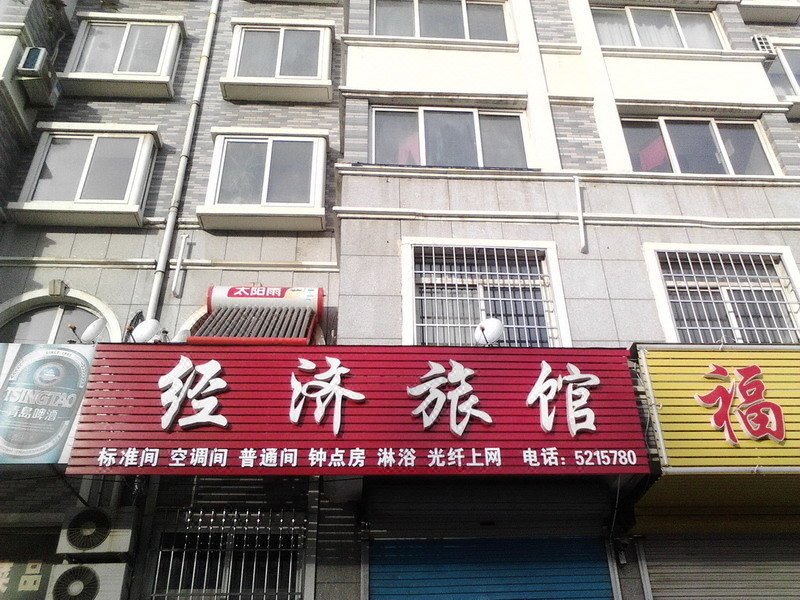 太阳雨
经济旅馆
标准间 空调间 普通间 钟点房 淋浴 光纤上网 电话：5215780
TSINGTAO
青岛啤酒
福
品